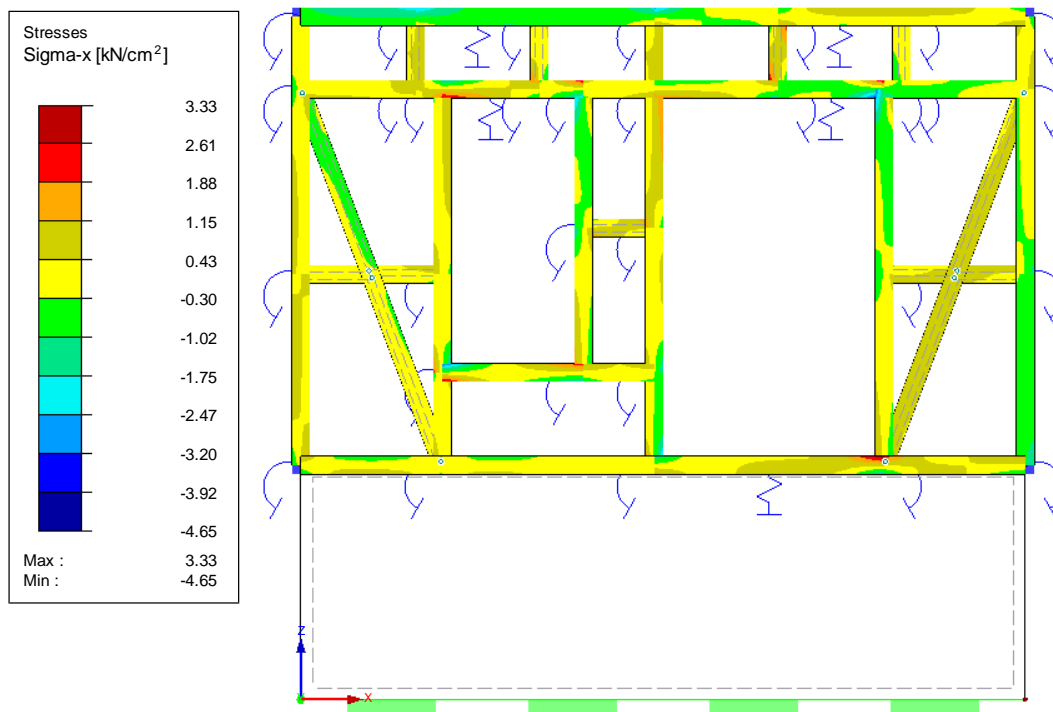 Stresses
Sigma-x [kN/cm²]
3.33
2.61
1.88
1.15
0.43
-0.30
-1.02
-1.75
-2.47
-3.20
-3.92
-4.65
Max : 3.33
Min : -4.65
Z
X